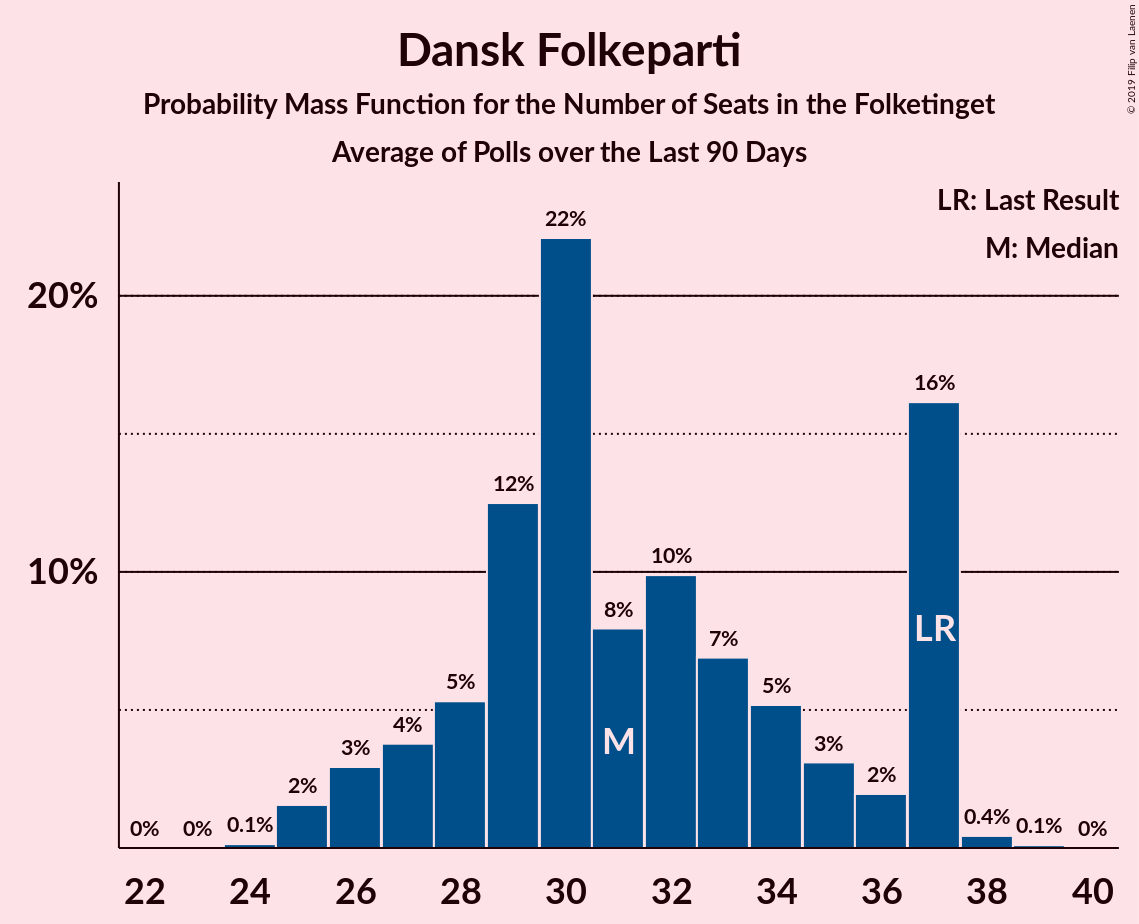 Dansk Folkeparti
Probability Mass Function for the Number of Seats in the Folketinget
Average of Polls over the Last 90 Days
© 2019 Filip van Laenen
LR: Last Result
M: Median
20%
10%
0%
0%
0.1%
2%
3%
4%
5%
12%
22%
8%
10%
7%
5%
3%
2%
16%
0.4%
0.1%
0%
M
LR
22 24 26 28 30 32 34 36 38 40